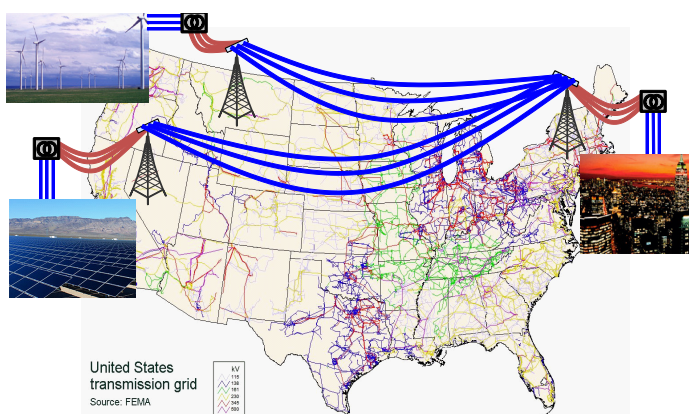 United States
transmission grid
Source: FEMA
kV
115
138
161
230
345
500